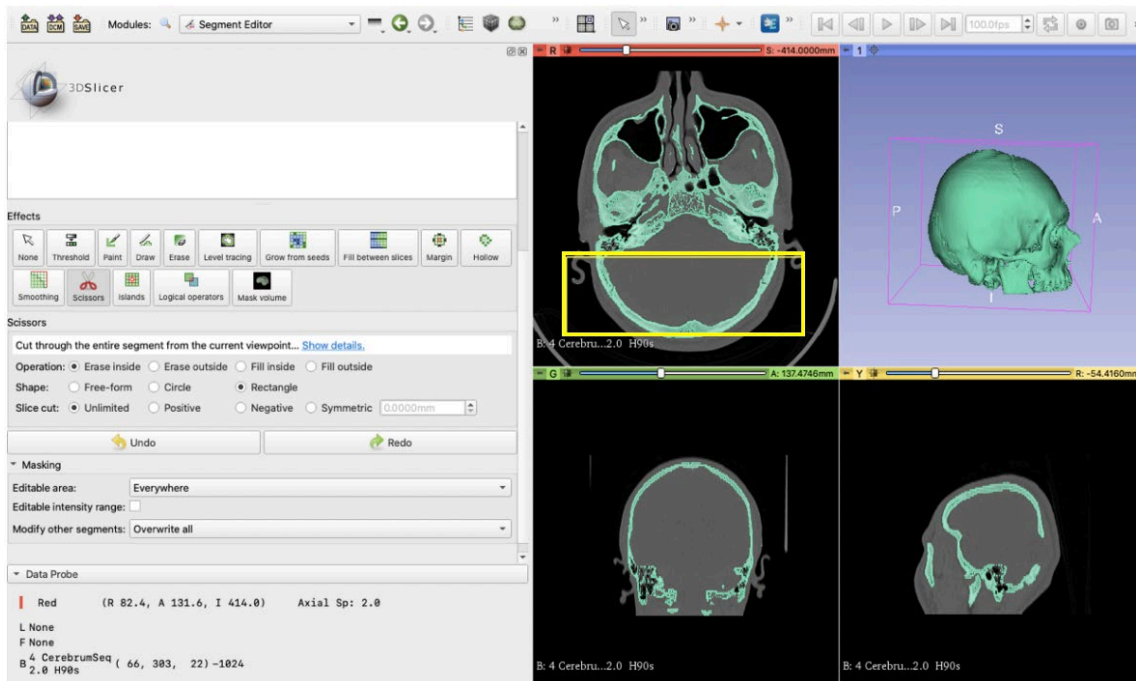 DATA DCM SAVE Modules: Segment Editor 100.0fps
3DSlicer
Effects
None Threshold Paint Draw Erase Level tracing Grow from seeds Fill between slices Margin Hollow
Smoothing Scissors Islands Logical operators Mask volume
Scissors
Cut through the entire segment from the current viewpoint... Show details.
Operation: Erase inside Erase outside Fill inside Fill outside
Shape: Free-form Circle Rectangle
Slice cut: Unlimited Positive Negative Symmetric 0.0000mm
Undo Redo
Masking
Editable area: Everywhere
Editable intensity range:
Modify other segments: Overwrite all
Data Probe
Red (R 82.4, A 131.6, I 414.0) Axial Sp: 2.0
L None
F None
B 4 CerebrumSeq ( 66, 303, 22)-1024
2.0 H90s
R S: -414.0000mm
B: 4 Cerebru...2.0 H90s
1
S
P A
I
G A: 137.4746mm
B: 4 Cerebru...2.0 H90s
Y R: -54.4160mm
B: 4 Cerebru...2.0 H90s